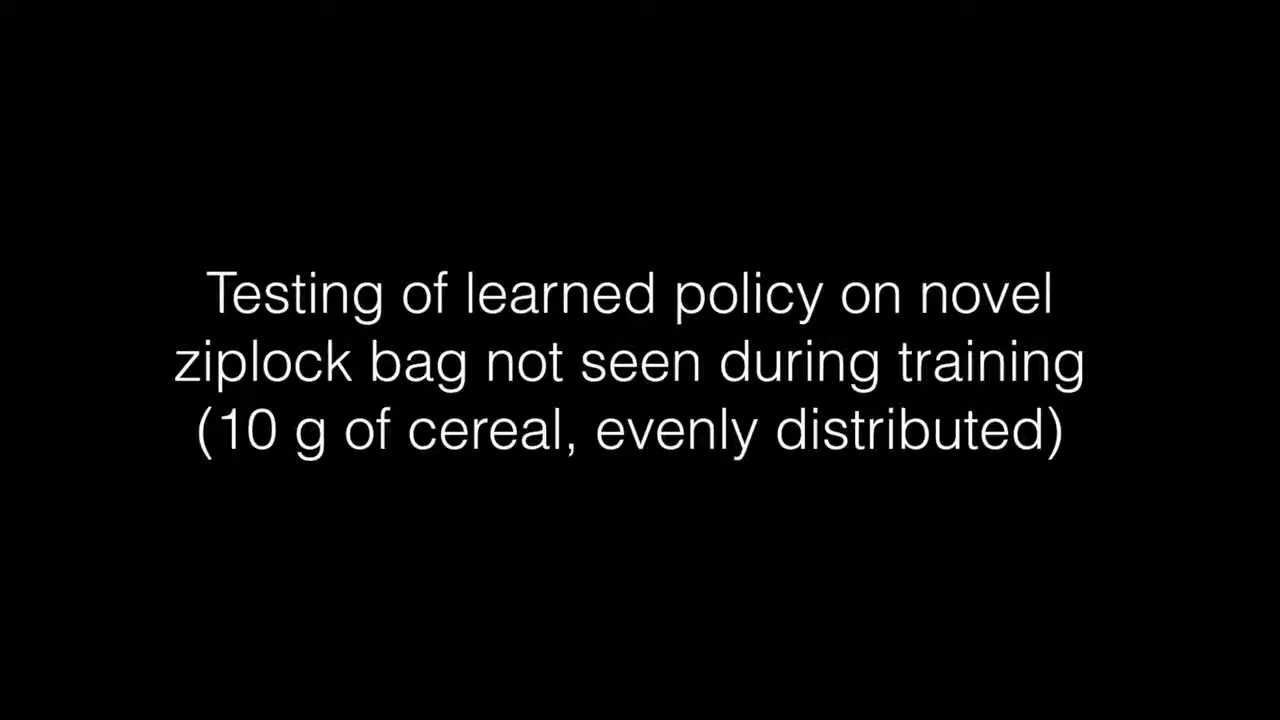 Testing of learned policy on novel
ziplock bag not seen during training
(10 g of cereal, evenly distributed)